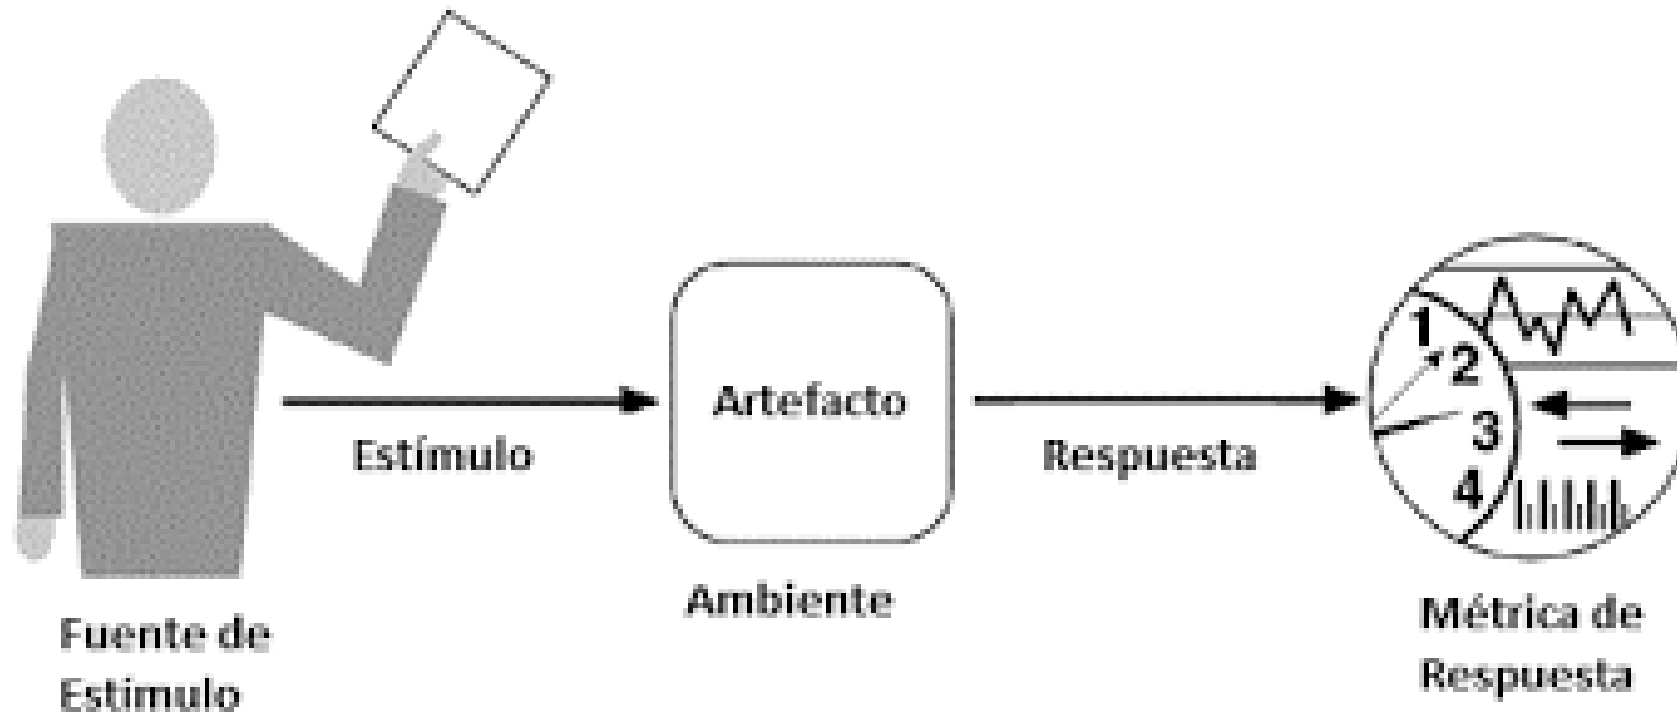 Artefacto
Estímulo
Respuesta
Ambiente
Fuente de
Estimulo
Métrica de
Respuesta
1
2
3
4